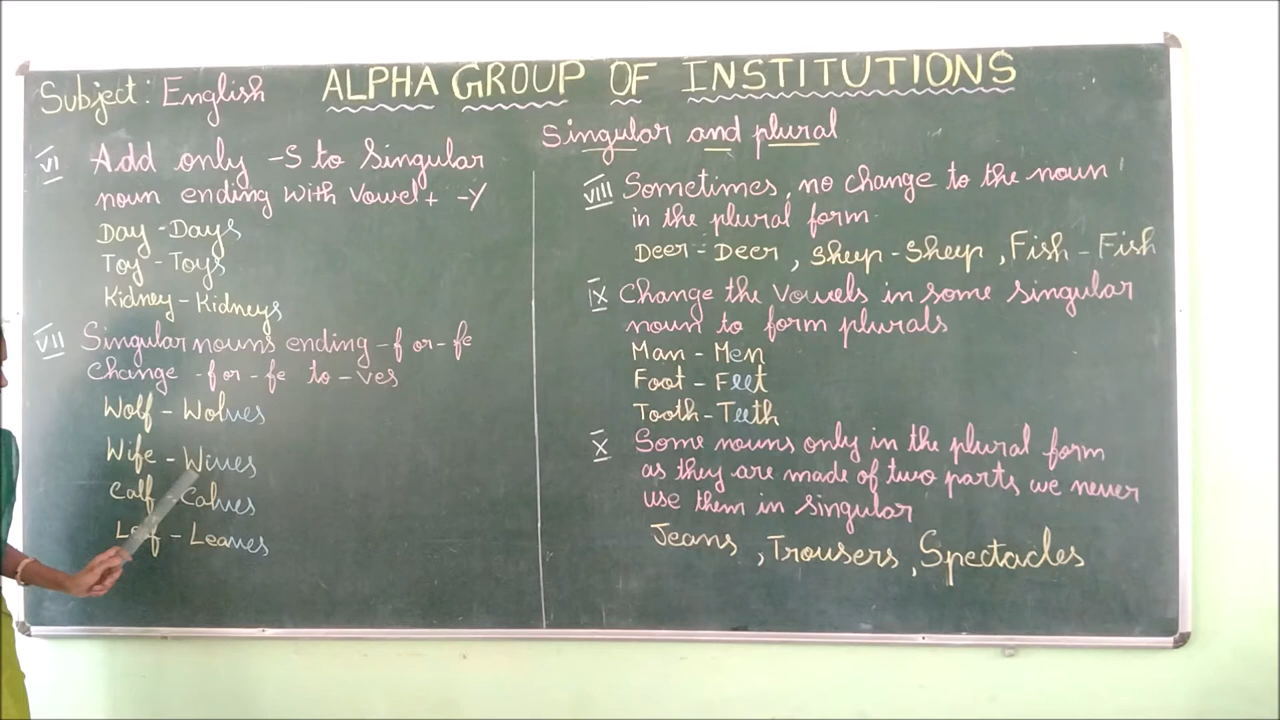 Subject: English
ALPHA GROUP OF INSTITUTIONS
Singular and plural
VI Add only -S to Singular
noun ending with vowel + -y
Day - Days
Toy - Toys
Kidney - Kidneys
VII Singular nouns ending -f or -fe
change -f or -fe to -ves
Wolf - Wolves
Wife - Wives
Calf - Calves
Leaf - Leaves
VIII Sometimes, no change to the noun
in the plural form.
Deer - Deer, Sheep - Sheep, Fish - Fish
IX Change the vowels in some singular
noun to form plurals
Man - Men
Foot - Feet
Tooth - Teeth
X Some nouns only in the plural form
as they are made of two parts we never
use them in singular
Jeans, Trousers, Spectacles